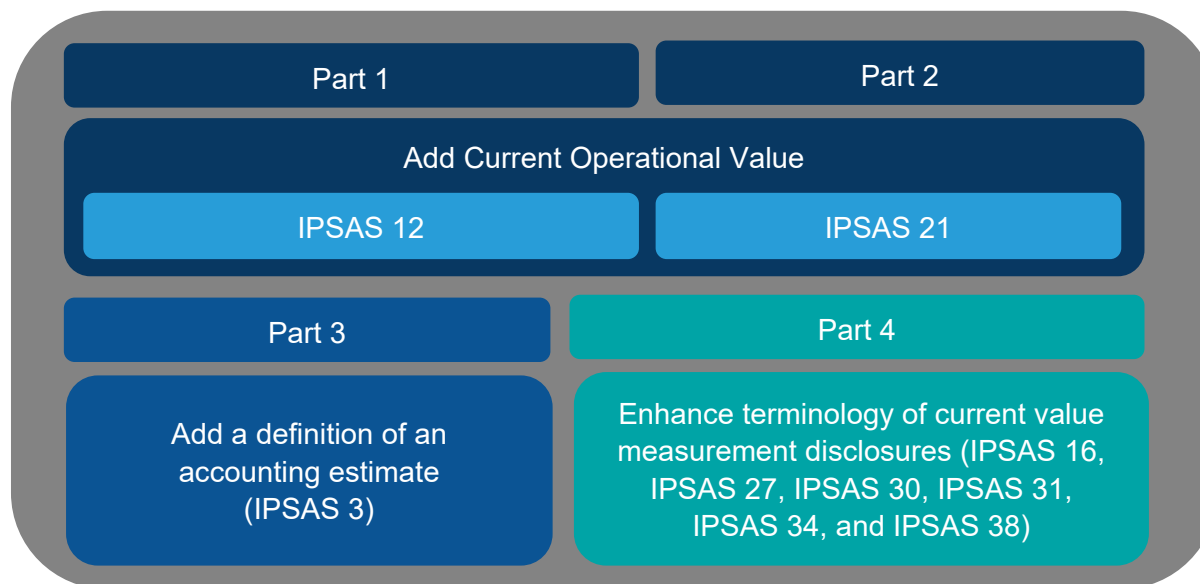 Part 1
Part 2
Add Current Operational Value
IPSAS 12
IPSAS 21
Part 3
Part 4
Add a definition of an
accounting estimate
(IPSAS 3)
Enhance terminology of current value
measurement disclosures (IPSAS 16,
IPSAS 27, IPSAS 30, IPSAS 31,
IPSAS 34, and IPSAS 38)